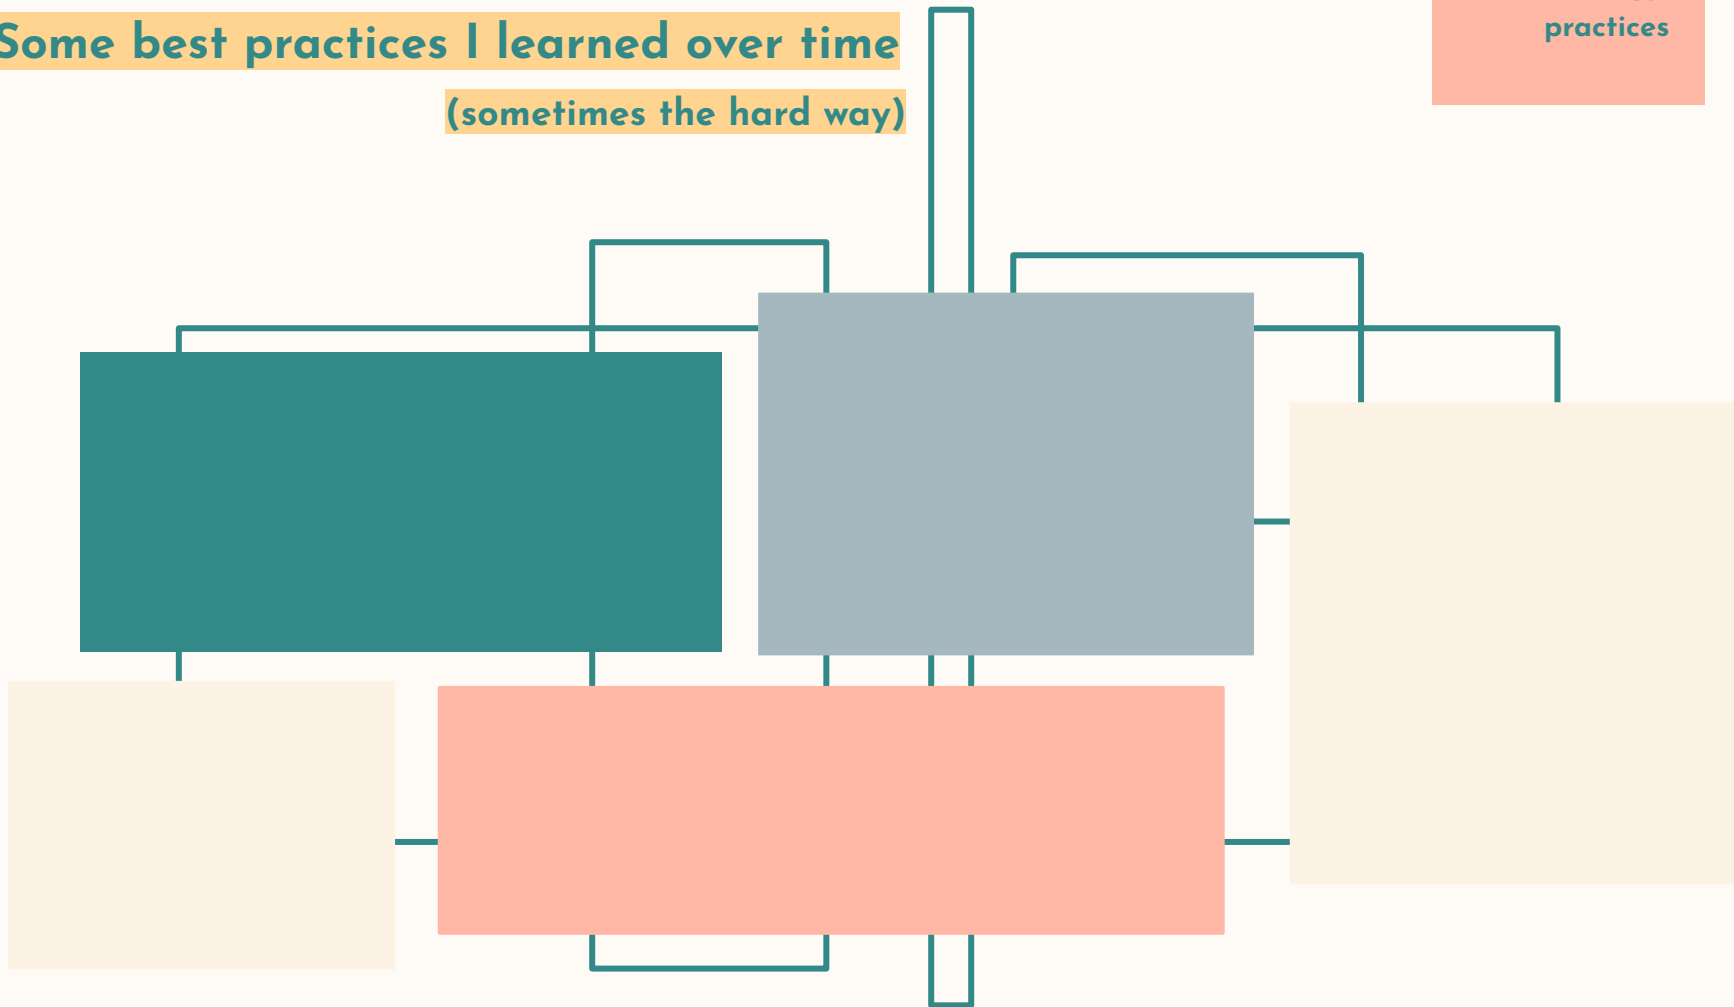 Some best practices I learned over time
(sometimes the hard way)
practices